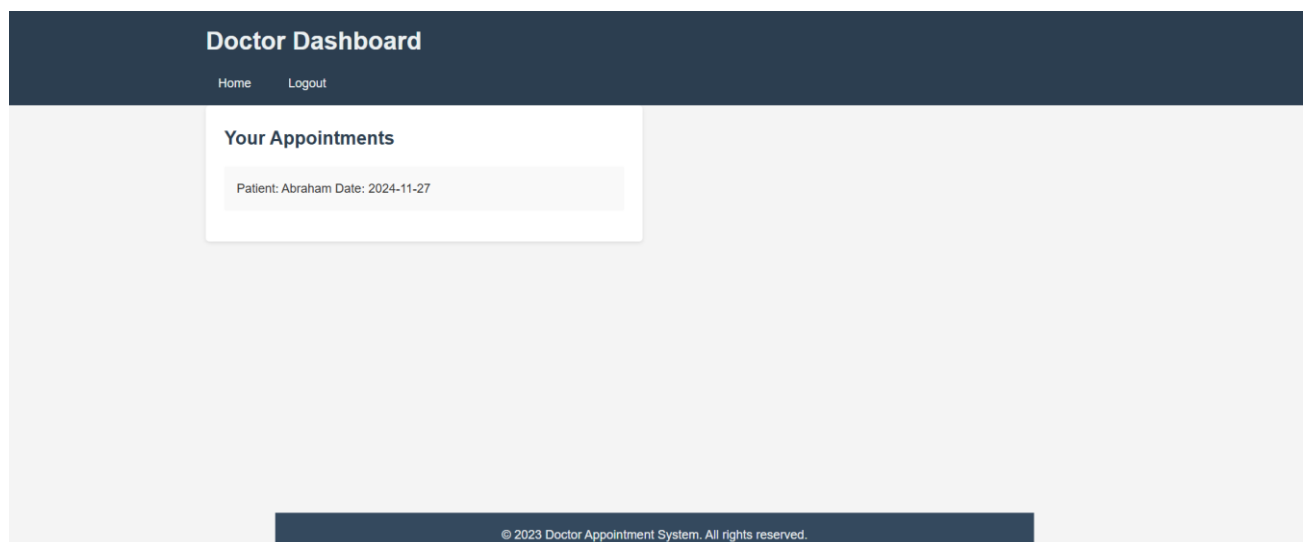 Doctor Dashboard
Home Logout
Your Appointments
Patient: Abraham Date: 2024-11-27
© 2023 Doctor Appointment System. All rights reserved.